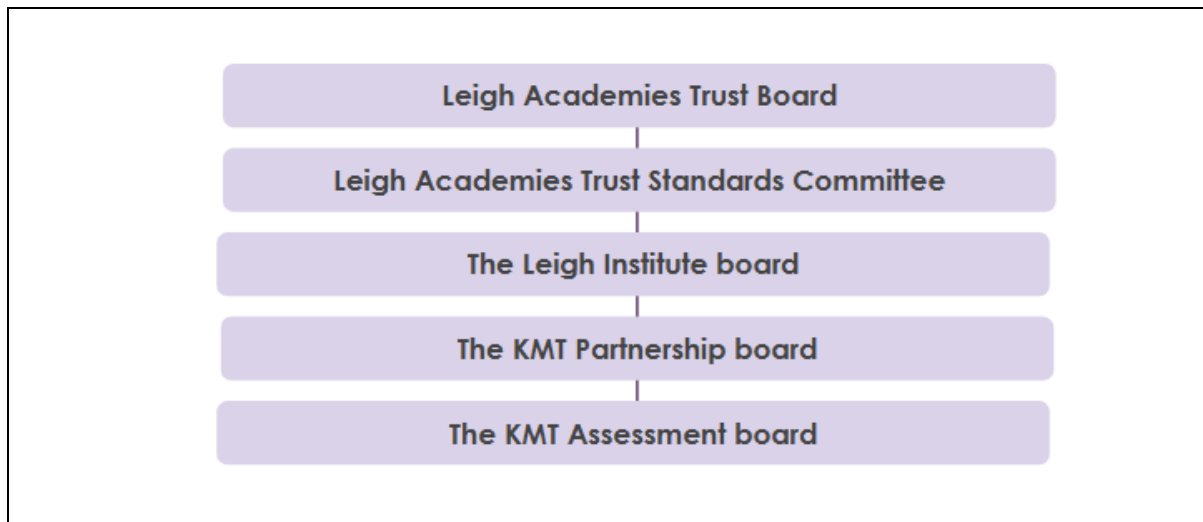 Leigh Academies Trust Board
Leigh Academies Trust Standards Committee
The Leigh Institute board
The KMT Partnership board
The KMT Assessment board